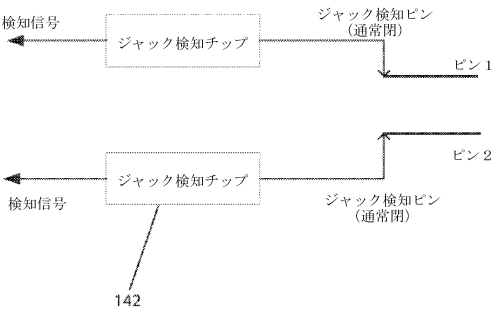 検知信号
ジャック検知チップ
ジャック検知ピン
（通常閉）
ピン１
ピン２
ジャック検知チップ
検知信号
ジャック検知ピン
（通常閉）
142